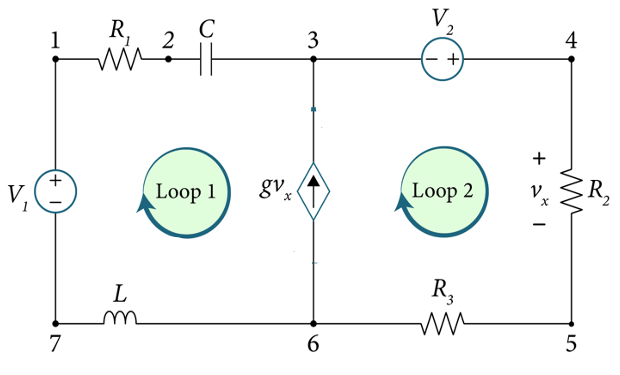 V₂
1 R₁ 2 C 3 4
− +
V₁ + − Loop 1 gvₓ Loop 2 + vₓ − R₂
L R₃
7 6 5